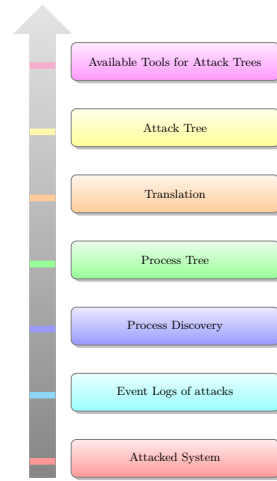 Available Tools for Attack Trees
Attack Tree
Translation
Process Tree
Process Discovery
Event Logs of attacks
Attacked System